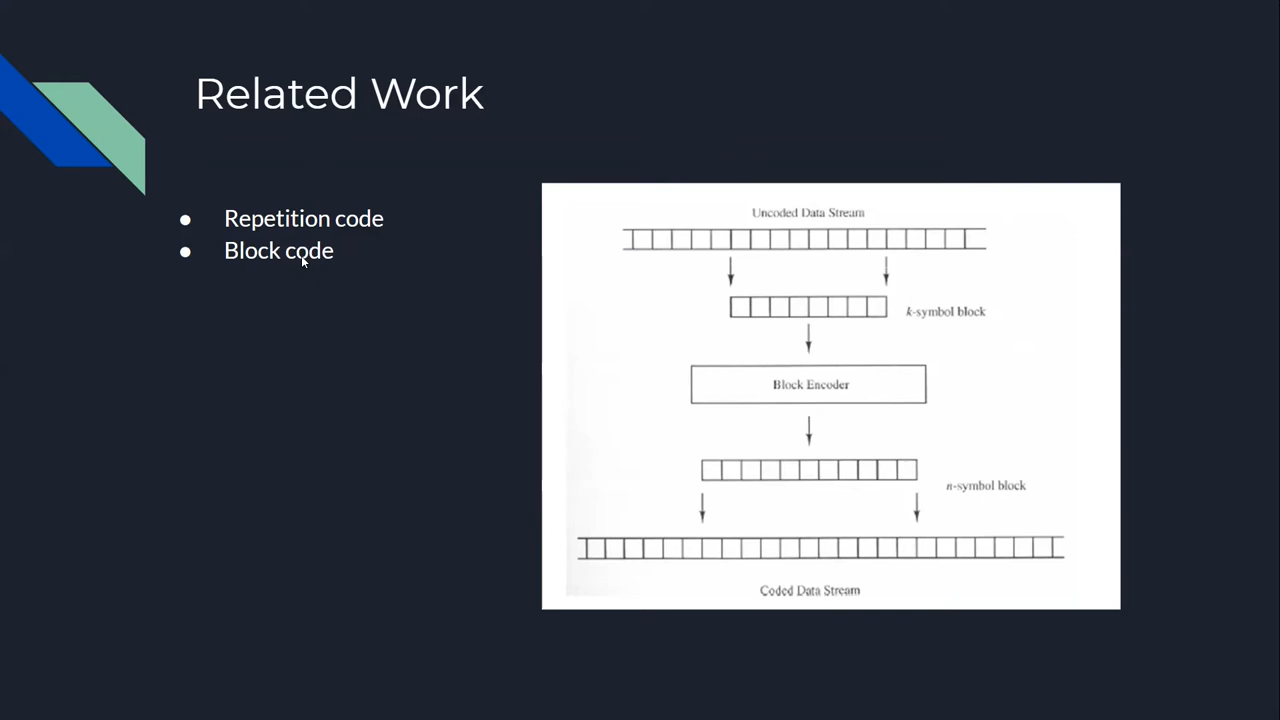 Related Work
● Repetition code
● Block code
Uncoded Data Stream
k-symbol block
Block Encoder
n-symbol block
Coded Data Stream